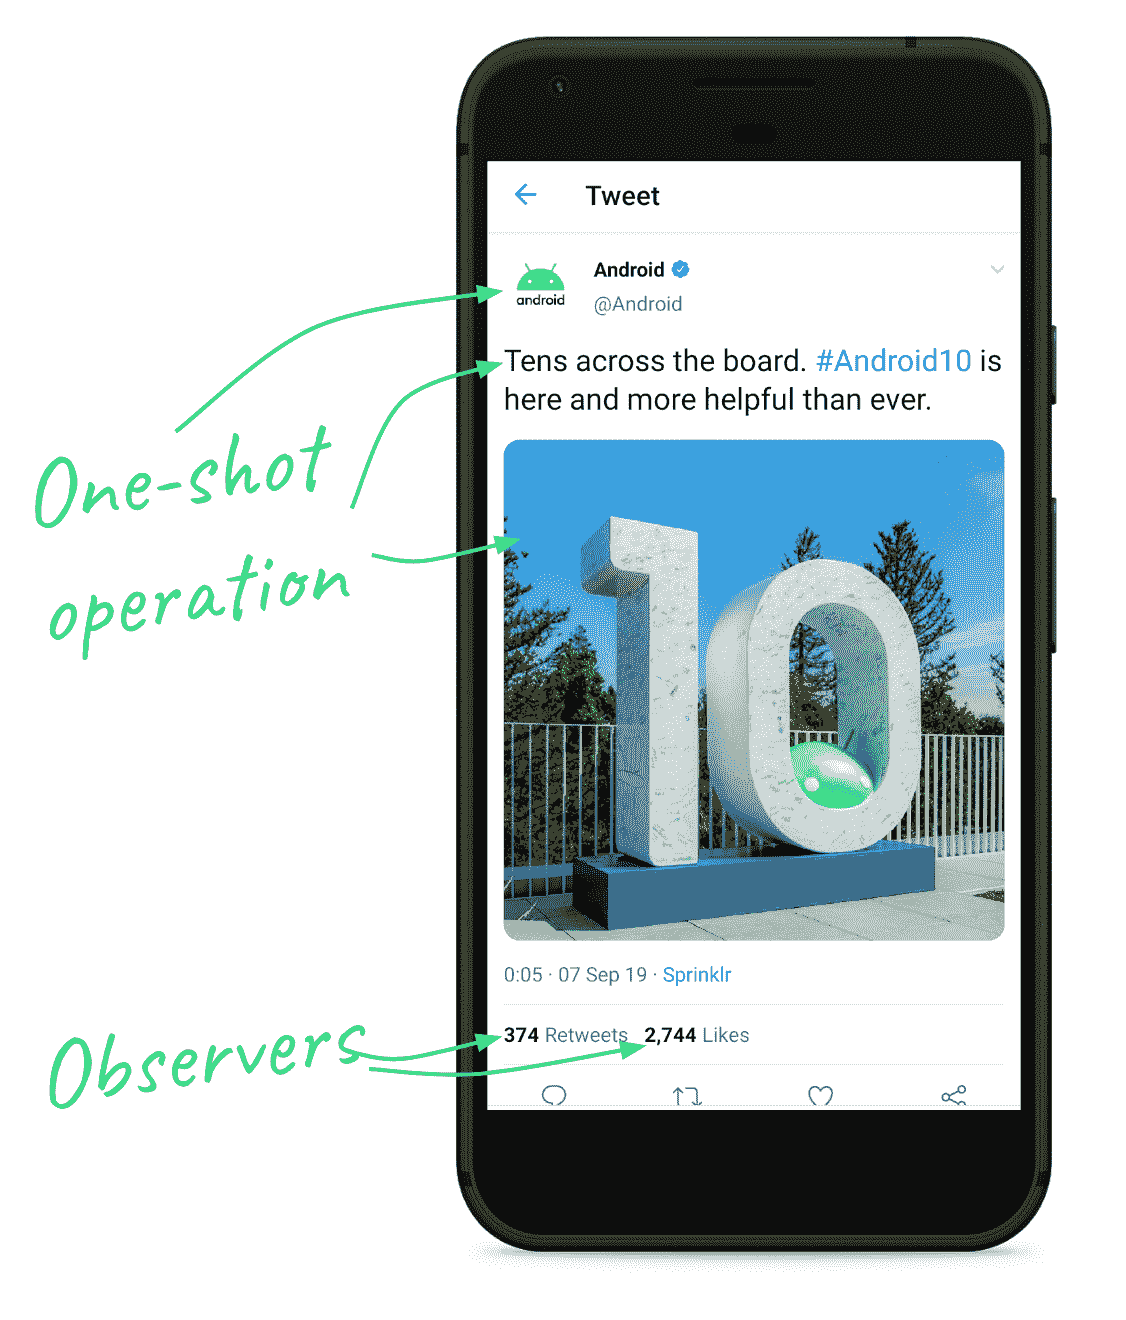 Tweet
android
Android
@Android
Tens across the board. #Android10 is
here and more helpful than ever.
One-shot
operation
10
0:05 · 07 Sep 19 · Sprinklr
Observers
374 Retweets 2,744 Likes